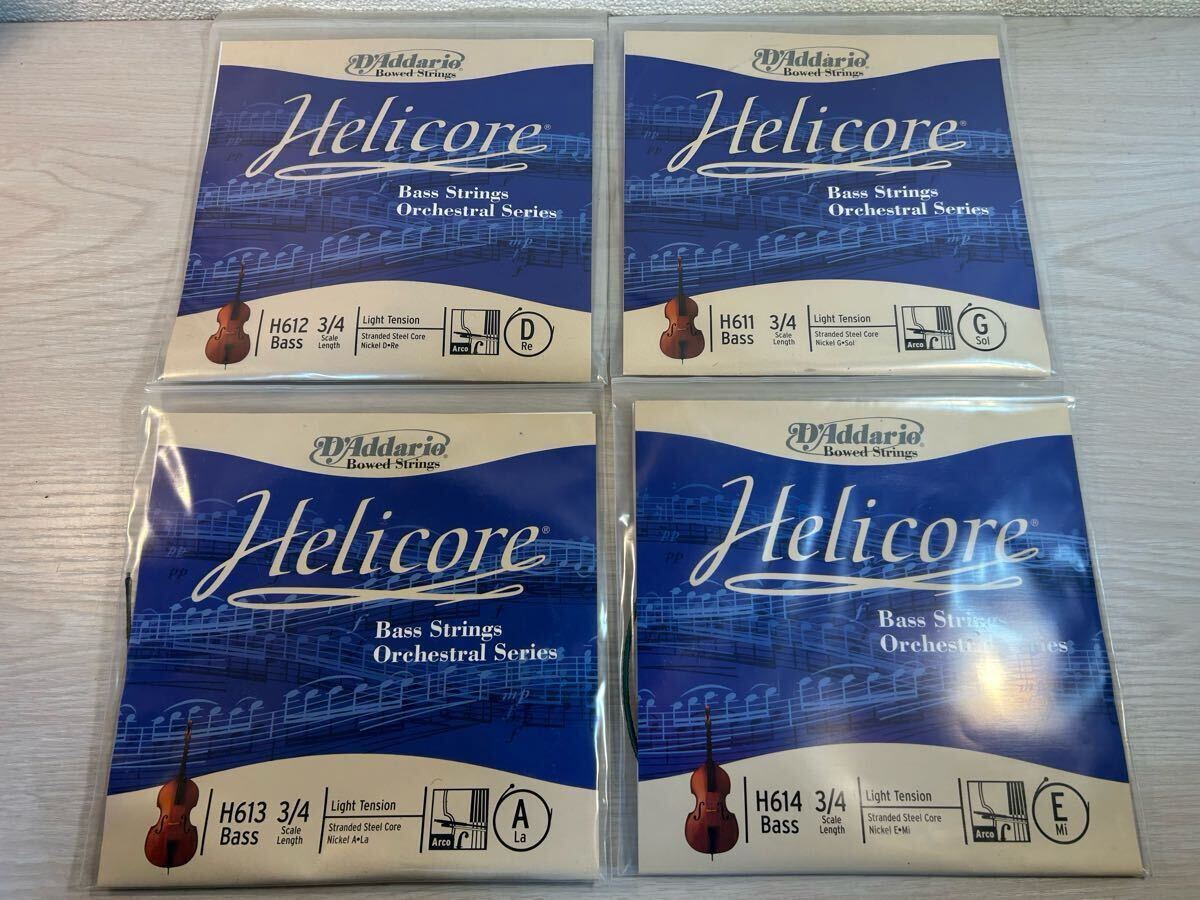 D'Addario®
Bowed Strings
Helicore®
Bass Strings
Orchestral Series
H612
Bass
3/4
Scale
Length
Light Tension
Stranded Steel Core
Nickel D•Re
Arco
D
Re
D'Addario®
Bowed Strings
Helicore®
Bass Strings
Orchestral Series
H611
Bass
3/4
Scale
Length
Light Tension
Stranded Steel Core
Nickel G•Sol
Arco
G
Sol
D'Addario®
Bowed Strings
Helicore®
Bass Strings
Orchestral Series
H613
Bass
3/4
Scale
Length
Light Tension
Stranded Steel Core
Nickel A•La
Arco
A
La
D'Addario®
Bowed Strings
Helicore®
Bass Strings
Orchestral Series
H614
Bass
3/4
Scale
Length
Light Tension
Stranded Steel Core
Nickel E•Mi
Arco
E
Mi